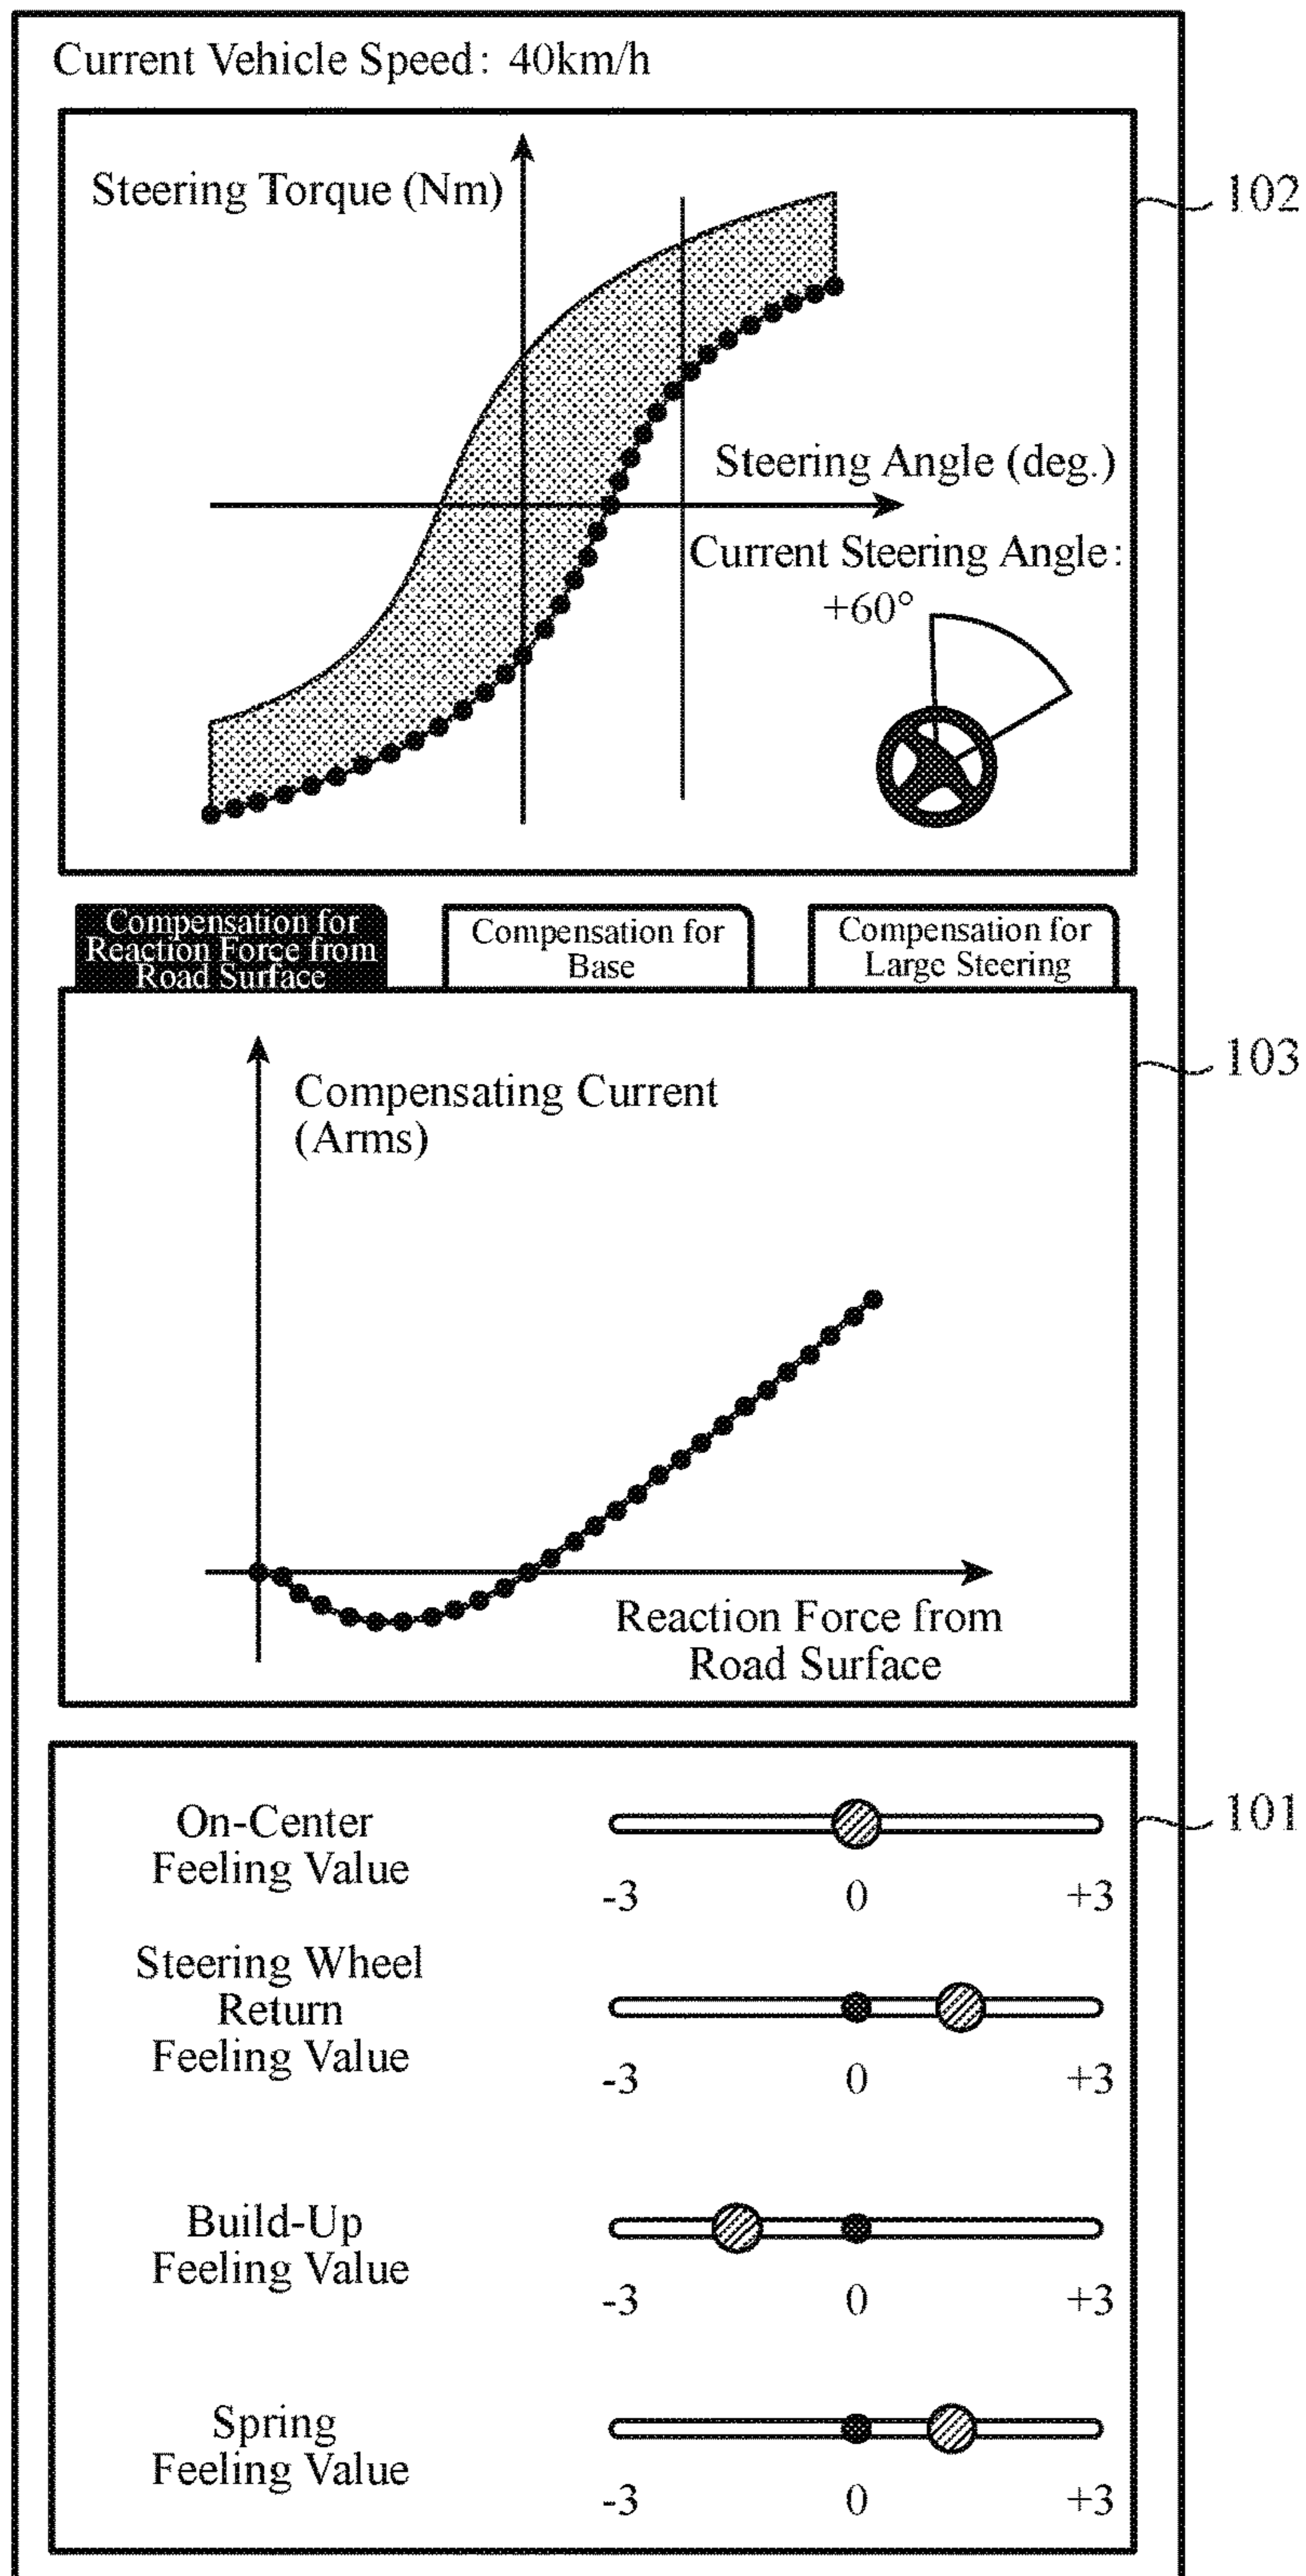 Current Vehicle Speed: 40km/h
Steering Torque (Nm)
102
Steering Angle (deg.)
Current Steering Angle:
+60°
Compensation for
Reaction Force from
Road Surface
Compensation for
Base
Compensation for
Large Steering
103
Compensating Current
(Arms)
Reaction Force from
Road Surface
101
On-Center
Feeling Value
-3 0 +3
Steering Wheel
Return
Feeling Value
-3 0 +3
Build-Up
Feeling Value
-3 0 +3
Spring
Feeling Value
-3 0 +3